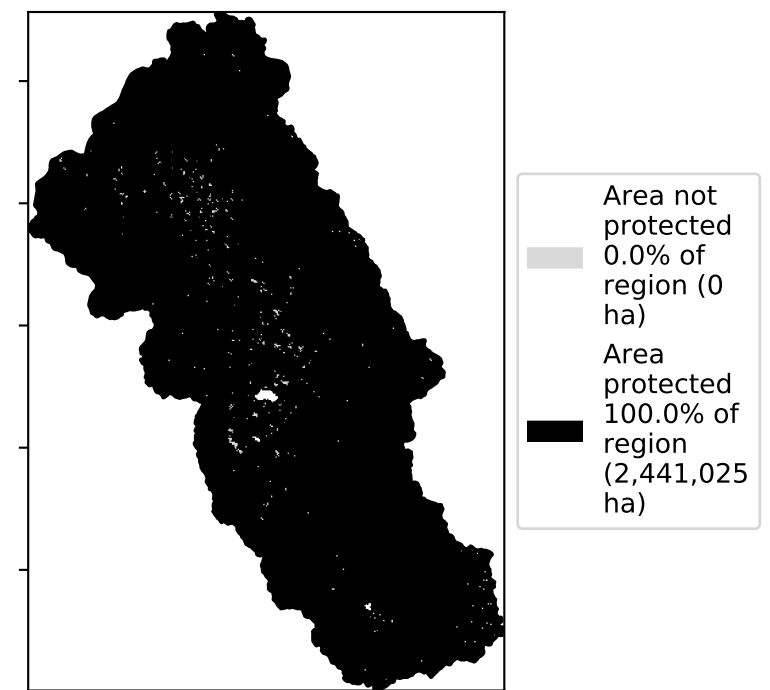 Area not
protected
0.0% of
region (0
ha)
Area
protected
100.0% of
region
(2,441,025
ha)